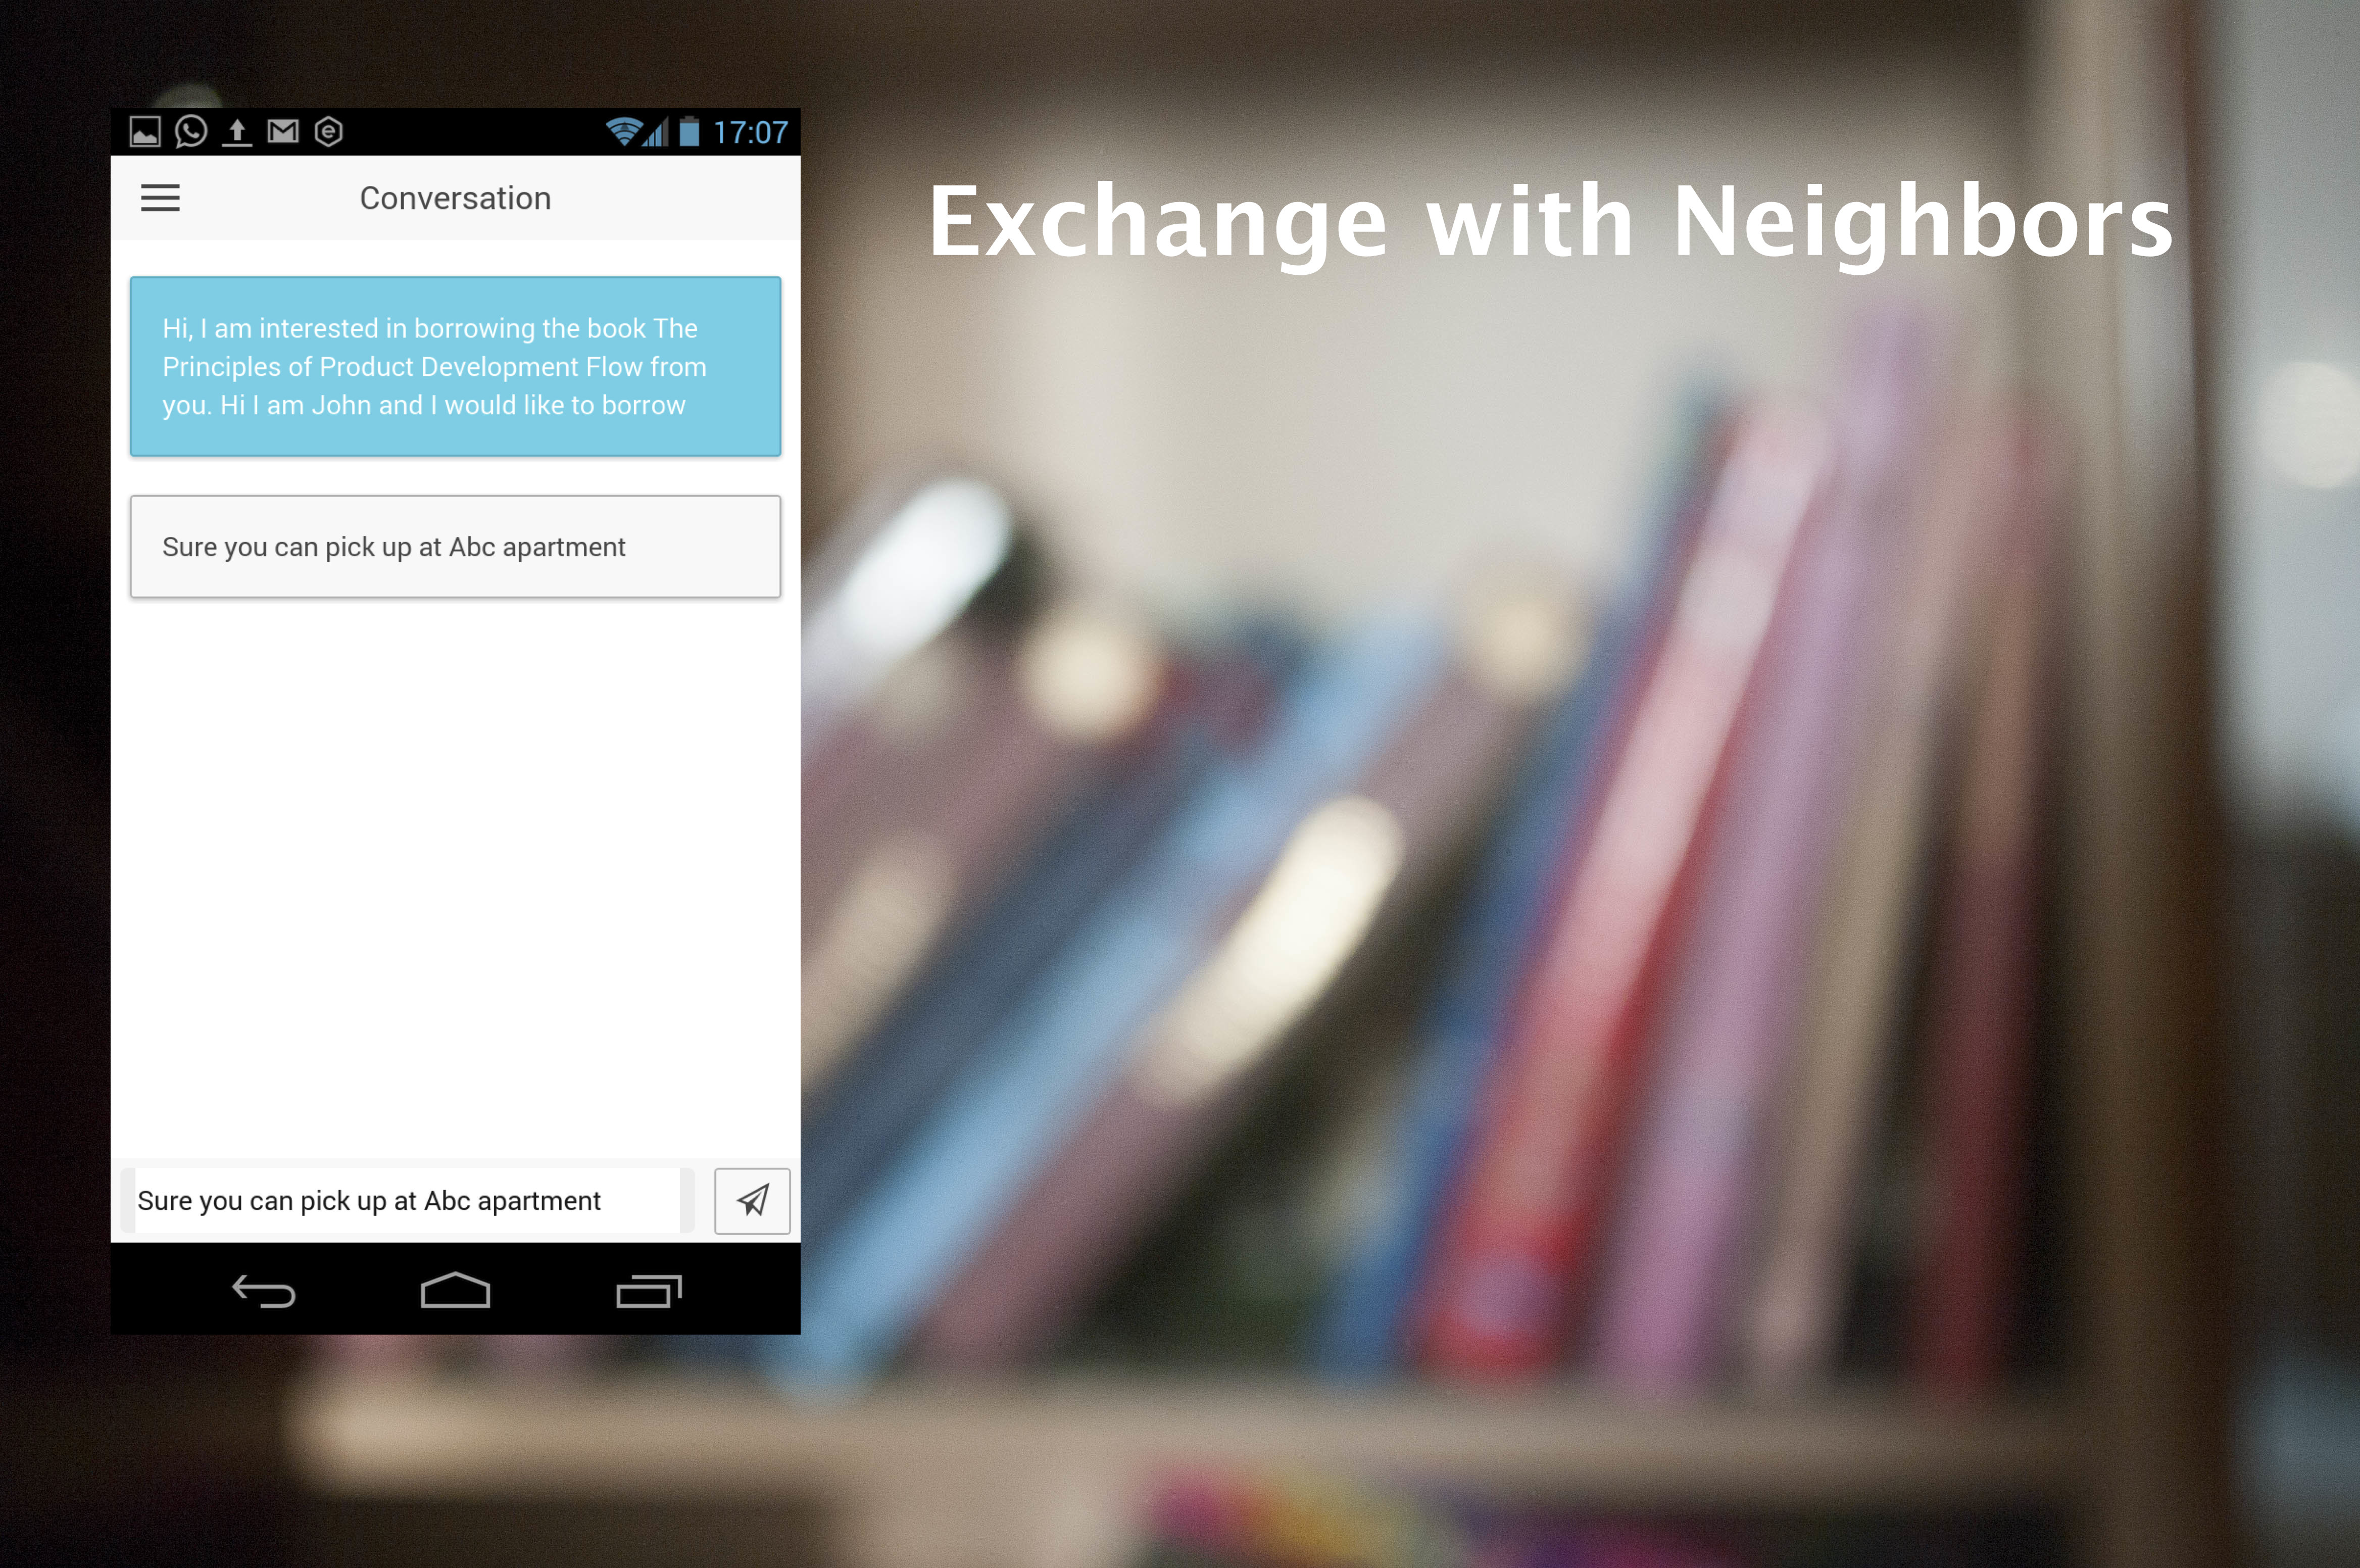 17:07
Conversation
Exchange with Neighbors
Hi, I am interested in borrowing the book The
Principles of Product Development Flow from
you. Hi I am John and I would like to borrow
Sure you can pick up at Abc apartment
Sure you can pick up at Abc apartment